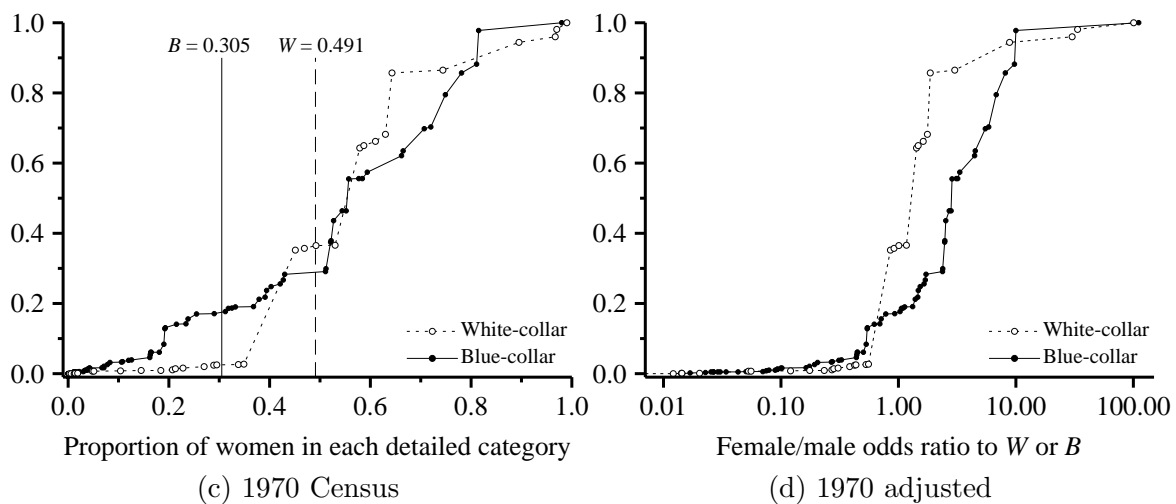 B = 0.305
W = 0.491
1.0
0.8
0.6
0.4
0.2
0.0
White-collar
Blue-collar
0.0 0.2 0.4 0.6 0.8 1.0
Proportion of women in each detailed category
(c) 1970 Census
1.0
0.8
0.6
0.4
0.2
0.0
White-collar
Blue-collar
0.01 0.10 1.00 10.00 100.00
Female/male odds ratio to W or B
(d) 1970 adjusted